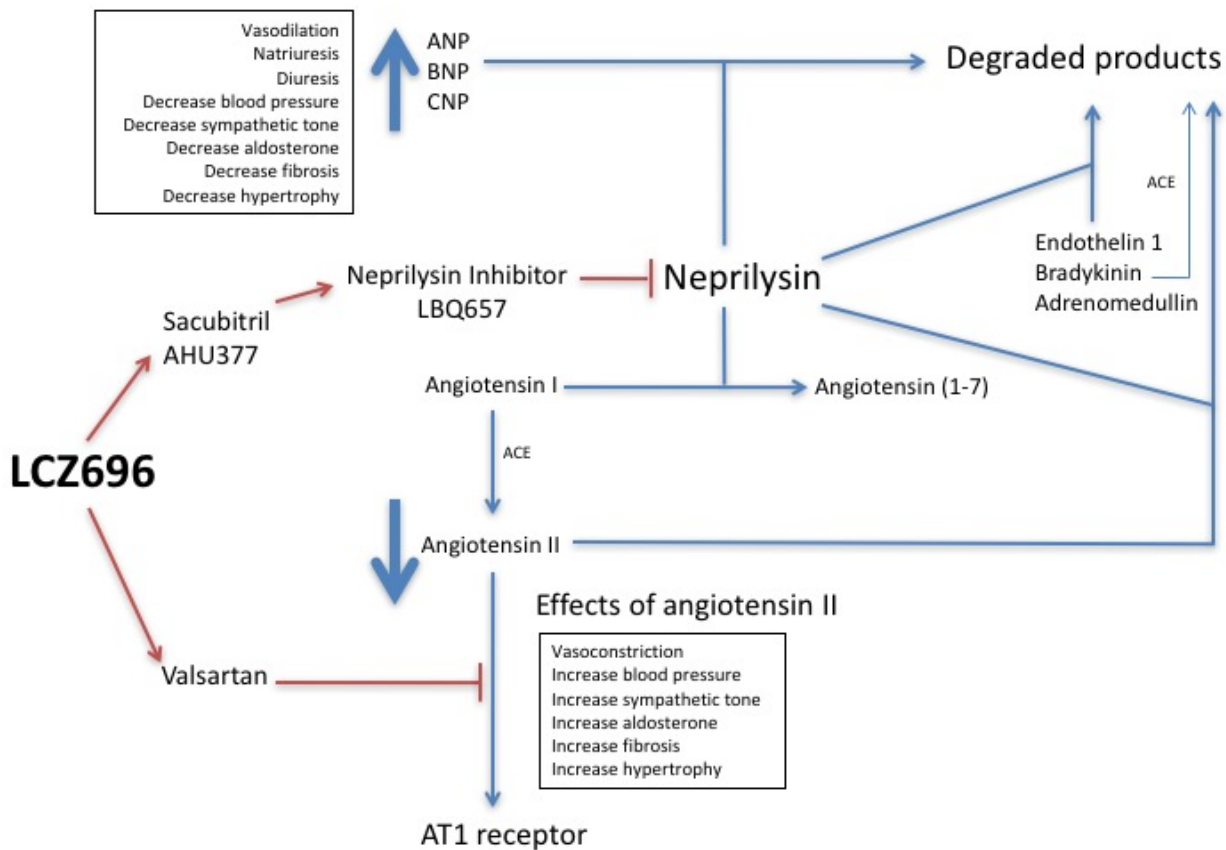 Vasodilation
Natriuresis
Diuresis
Decrease blood pressure
Decrease sympathetic tone
Decrease aldosterone
Decrease fibrosis
Decrease hypertrophy
ANP
BNP
CNP
Degraded products
ACE
Endothelin 1
Bradykinin
Adrenomedullin
Neprilysin Inhibitor
LBQ657
Neprilysin
Sacubitril
AHU377
Angiotensin I
Angiotensin (1-7)
ACE
LCZ696
Angiotensin II
Effects of angiotensin II
Vasoconstriction
Increase blood pressure
Increase sympathetic tone
Increase aldosterone
Increase fibrosis
Increase hypertrophy
Valsartan
AT1 receptor